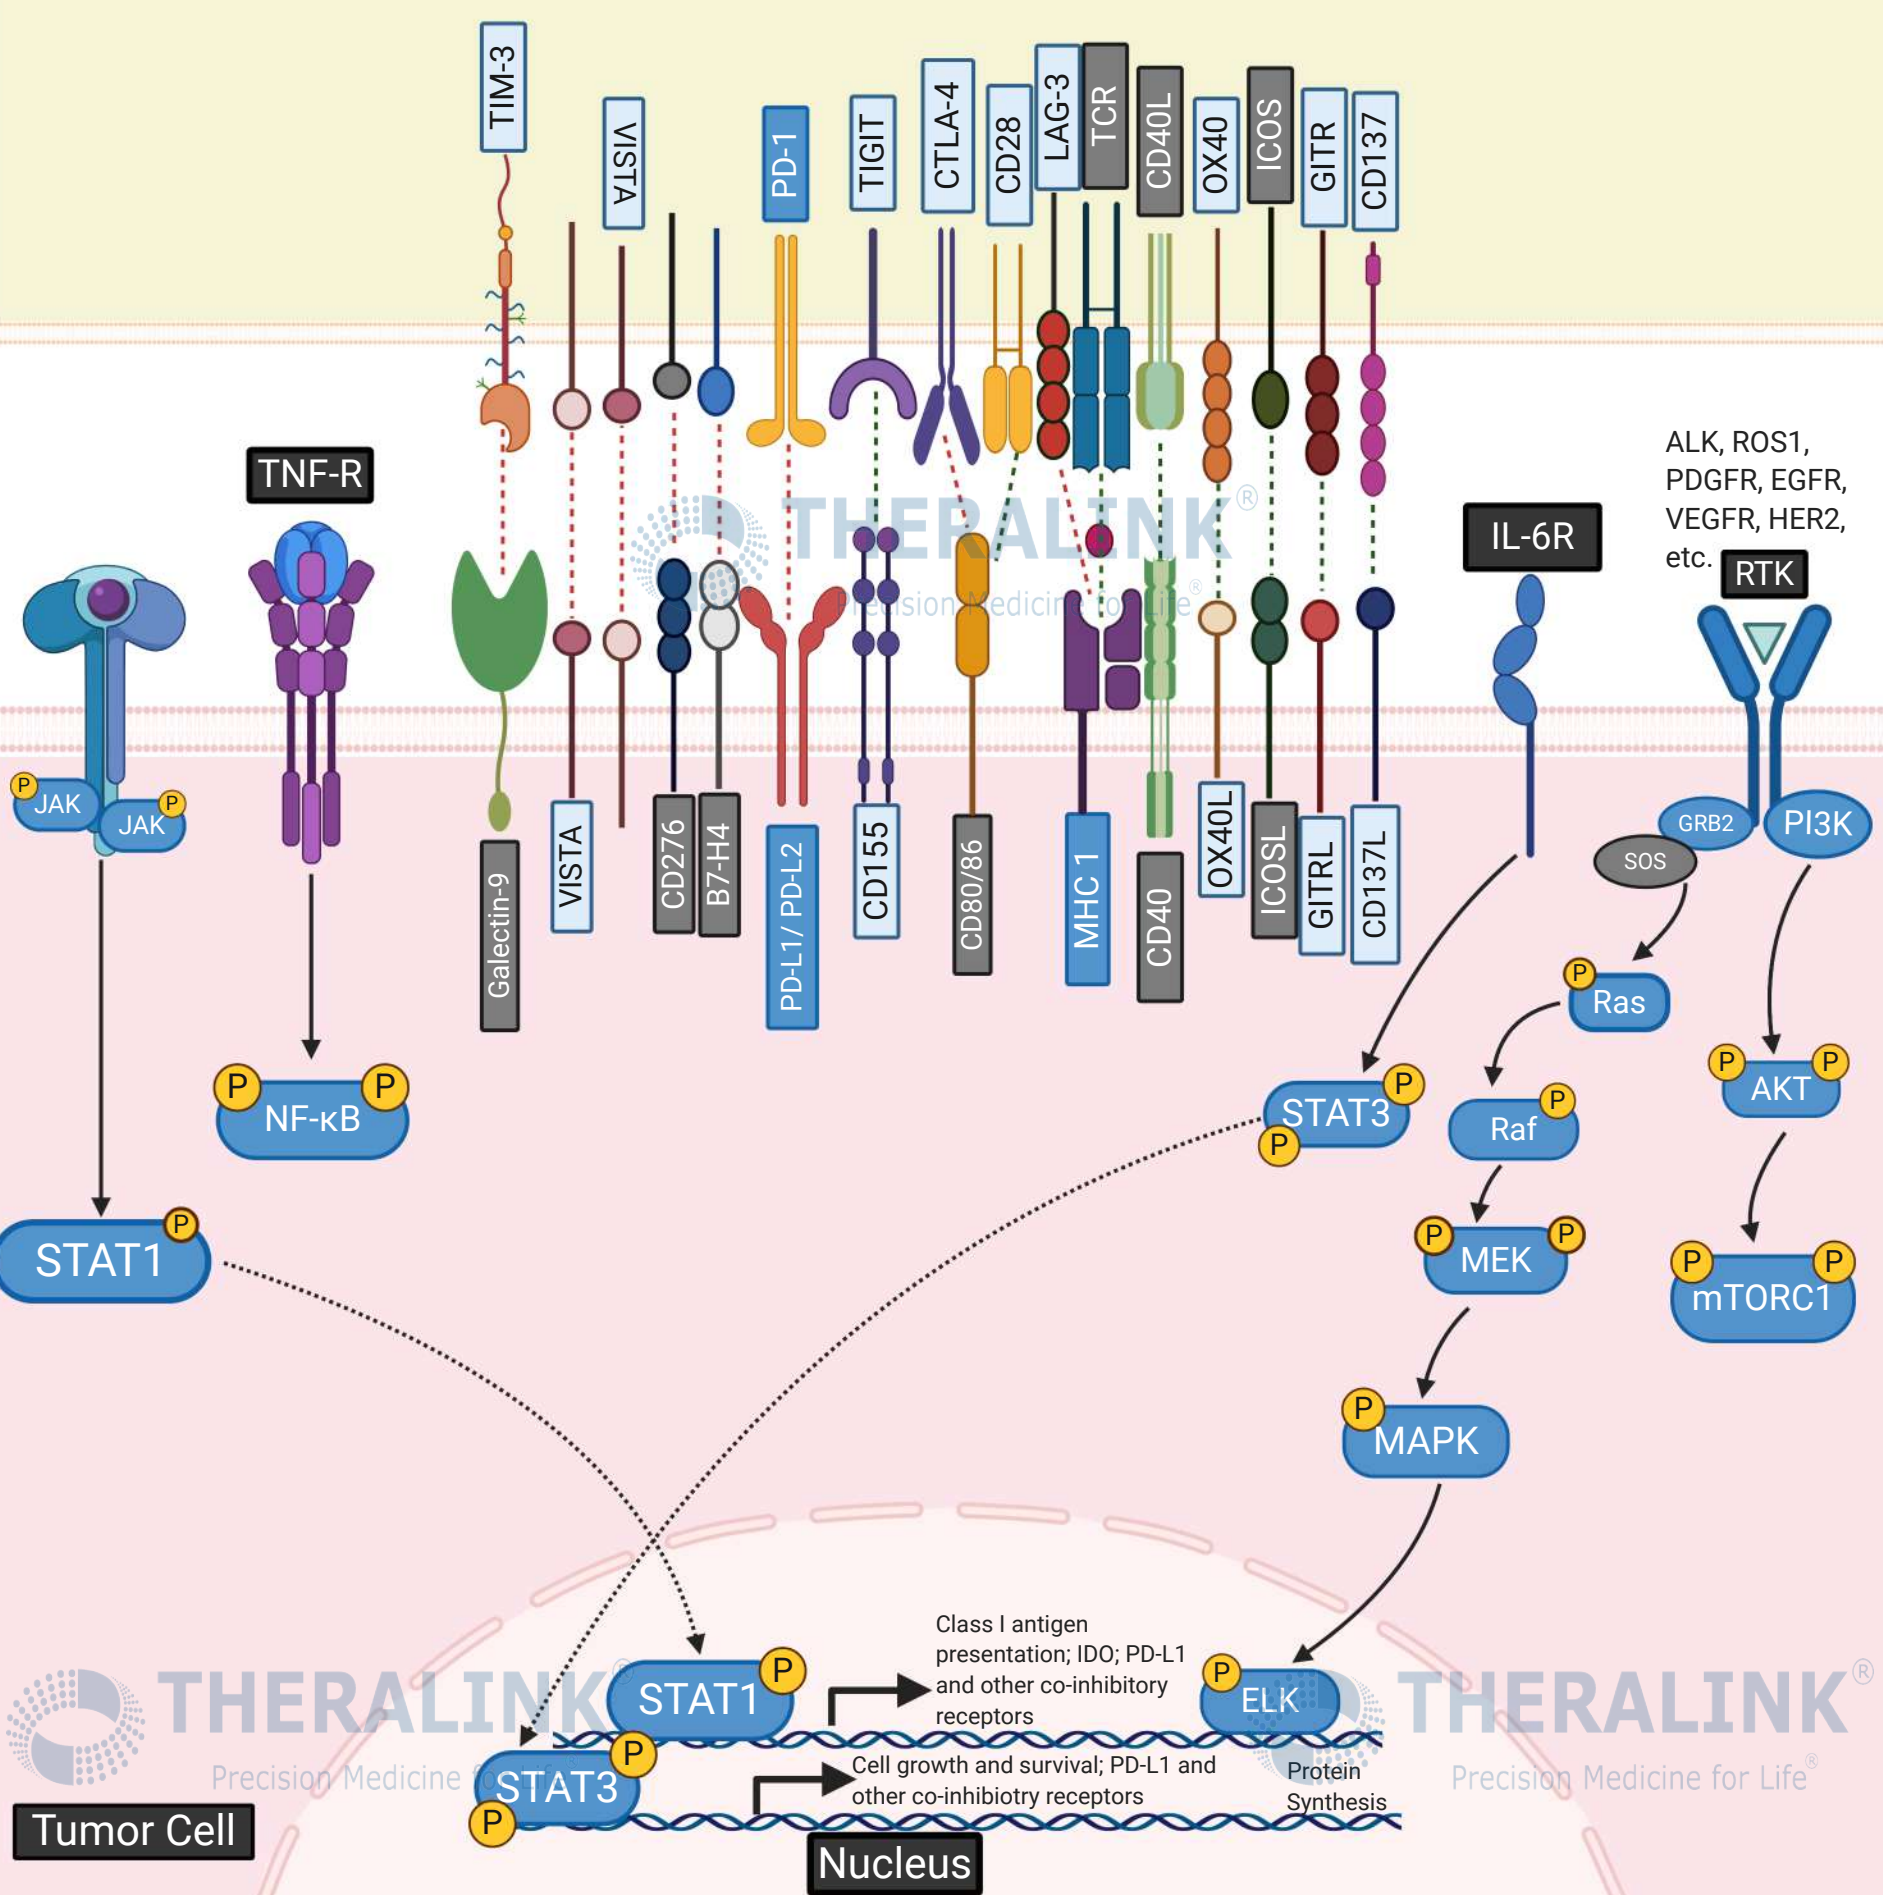 TIM-3
VISTA
PD-1
TIGIT
CTLA-4
CD28
LAG-3
TCR
CD40L
OX40
ICOS
GITR
CD137
TNF-R
IL-6R
ALK, ROS1,
PDGFR, EGFR,
VEGFR, HER2,
etc.
RTK
THERALINK®
Precision Medicine for Life®
P
JAK
P
JAK
Galectin-9
VISTA
CD276
B7-H4
PD-L1/ PD-L2
CD155
CD80/86
MHC 1
CD40
OX40L
ICOSL
GITRL
CD137L
GRB2
PI3K
SOS
P
Ras
P
P
NF-κB
P
STAT3
P
P
Raf
P
P
AKT
P
STAT1
P
P
MEK
P
P
mTORC1
P
MAPK
Class I antigen
presentation; IDO; PD-L1
and other co-inhibitory
receptors
STAT1
P
P
ELK
STAT3
P
P
Cell growth and survival; PD-L1 and
other co-inhibiotry receptors
Protein
Synthesis
THERALINK®
Precision Medicine for Life
THERALINK®
Precision Medicine for Life®
Tumor Cell
Nucleus